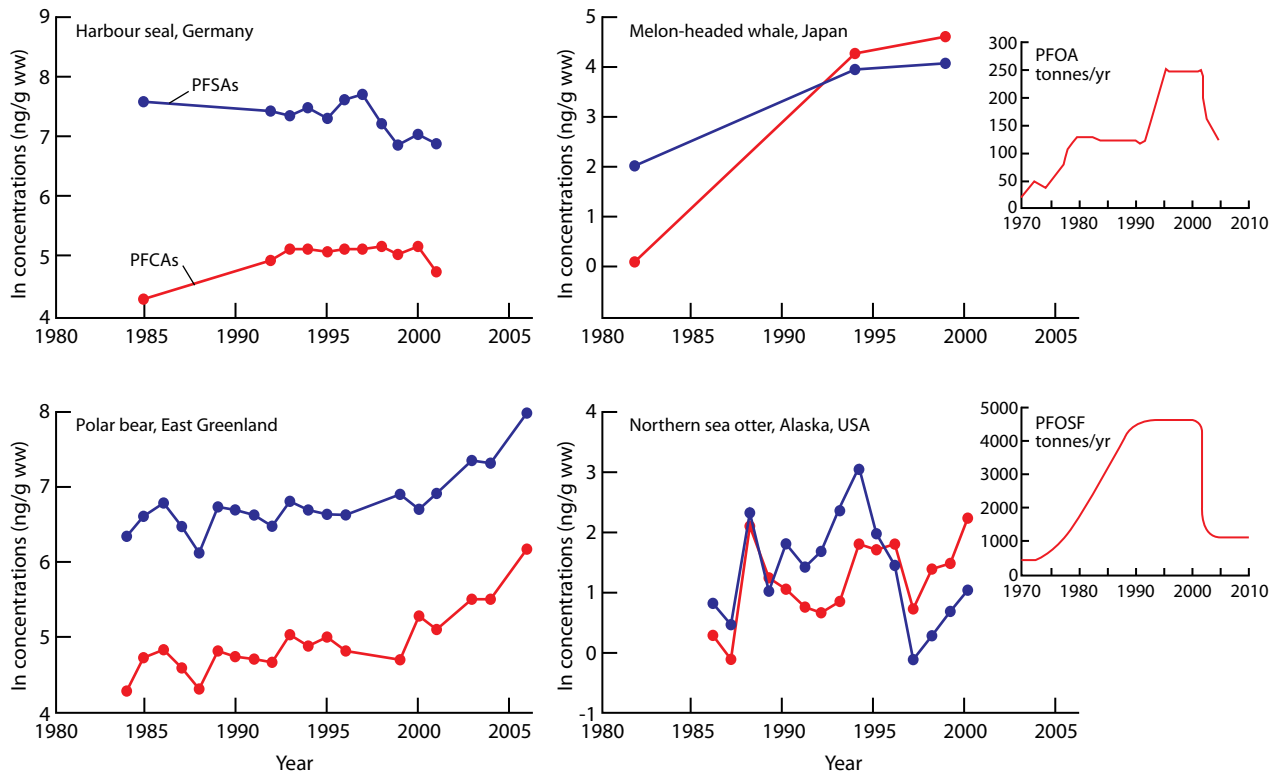 Harbour seal, Germany
ln concentrations (ng/g ww)
9
8
7
6
5
4
PFSAs
PFCAs
1980 1985 1990 1995 2000 2005
Melon-headed whale, Japan
ln concentrations (ng/g ww)
5
4
3
2
1
0
1980 1985 1990 1995 2000 2005
PFOA
tonnes/yr
300
250
200
150
100
50
0
1970 1980 1990 2000 2010
Polar bear, East Greenland
ln concentrations (ng/g ww)
8
7
6
5
4
1980 1985 1990 1995 2000 2005
Year
Northern sea otter, Alaska, USA
ln concentrations (ng/g ww)
4
3
2
1
0
-1
1980 1985 1990 1995 2000 2005
Year
PFOSF
tonnes/yr
5000
4000
3000
2000
1000
0
1970 1980 1990 2000 2010